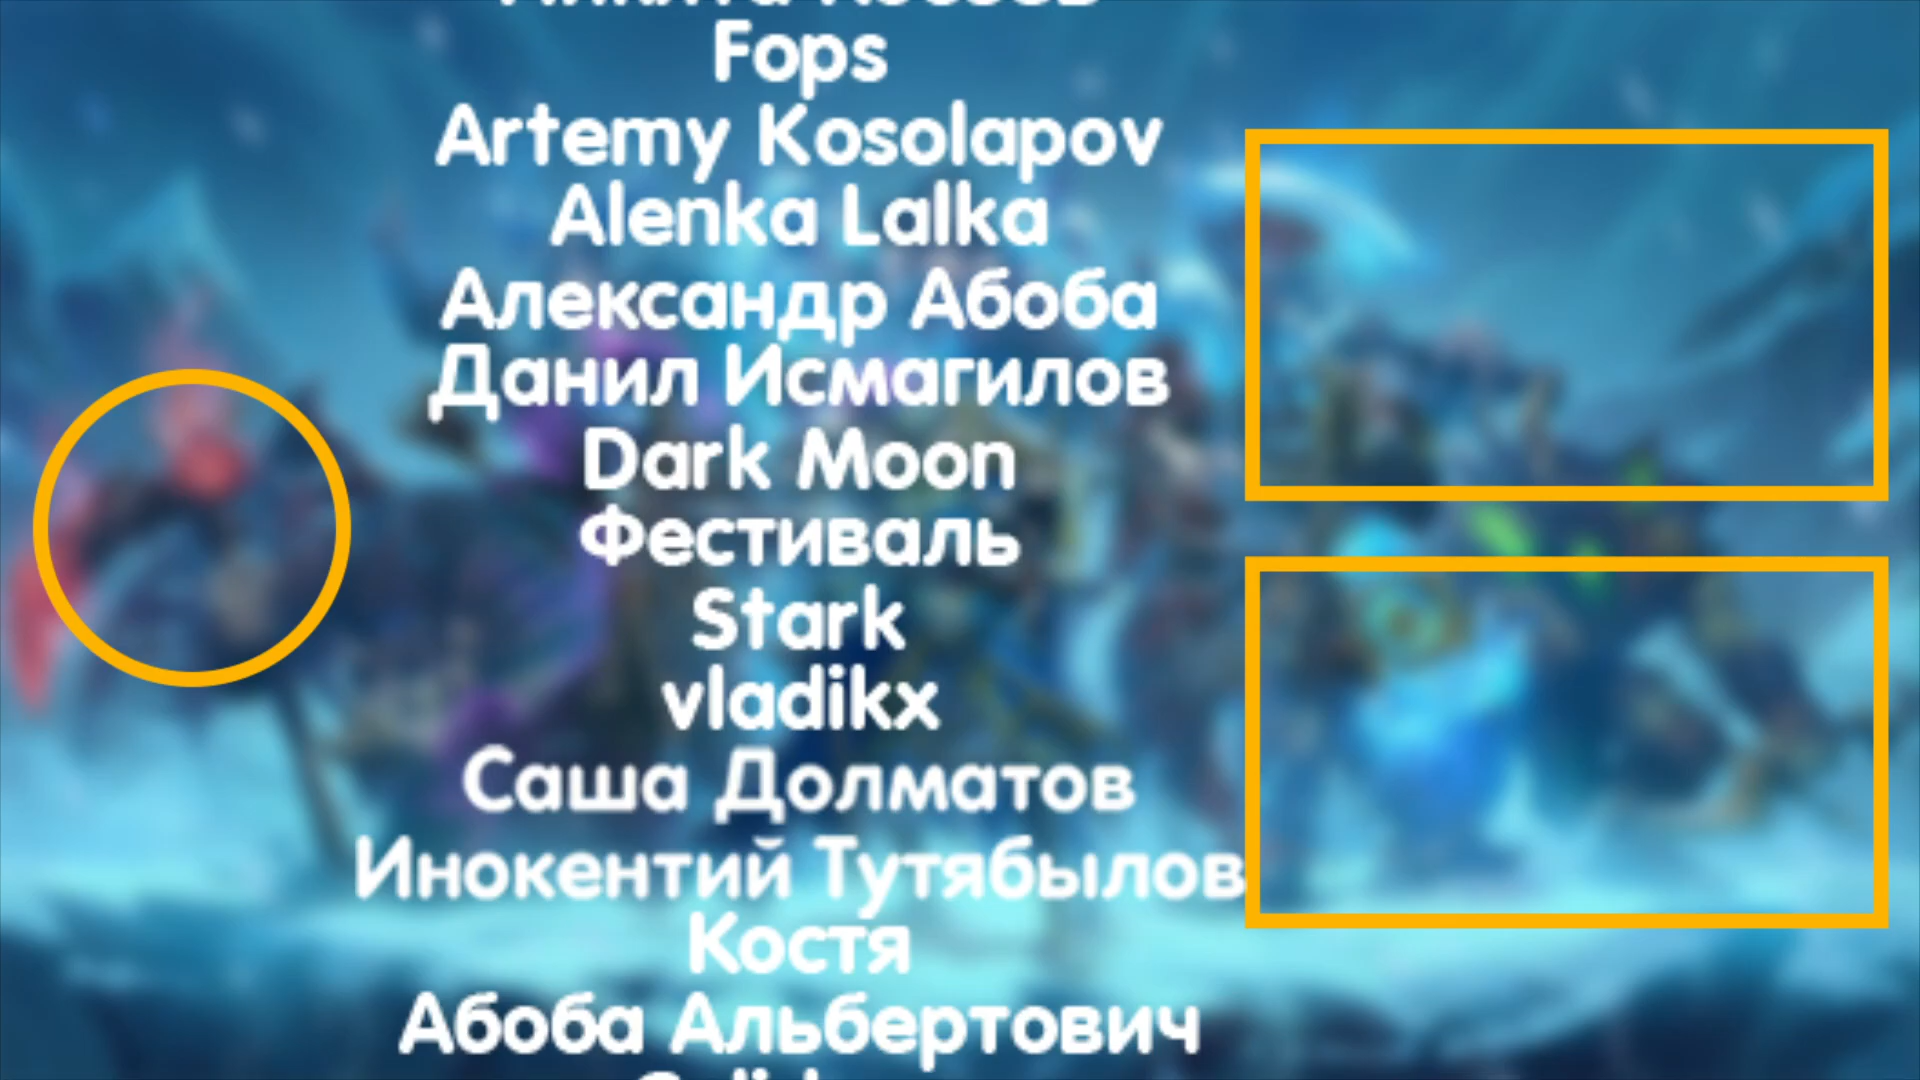 Fops
Artemy Kosolapov
Alenka Lalka
Александр Абоба
Данил Исмагилов
Dark Moon
Фестиваль
Stark
vladikx
Саша Долматов
Инокентий Тутябылов
Костя
Абоба Альбертович